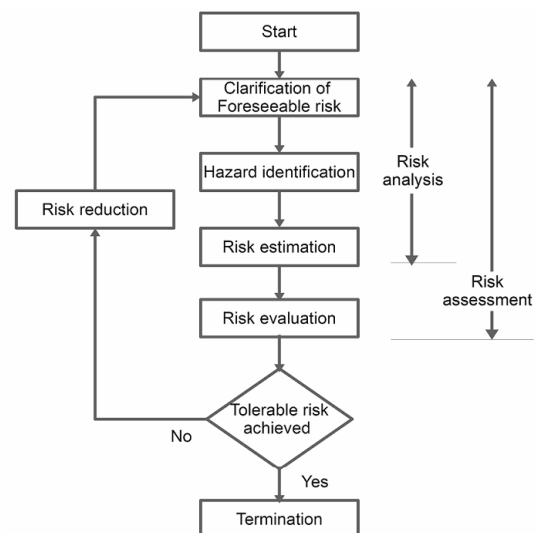 Start
Clarification of
Foreseeable risk
Hazard identification
Risk
analysis
Risk reduction
Risk estimation
Risk
assessment
Risk evaluation
Tolerable risk
achieved
No
Yes
Termination